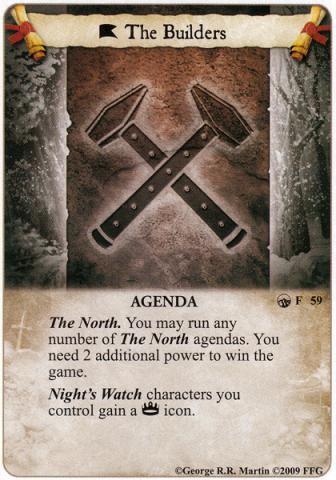 The Builders
AGENDA
F 59
The North. You may run any
number of The North agendas. You
need 2 additional power to win the
game.
Night's Watch characters you
control gain a icon.
©George R.R. Martin ©2009 FFG